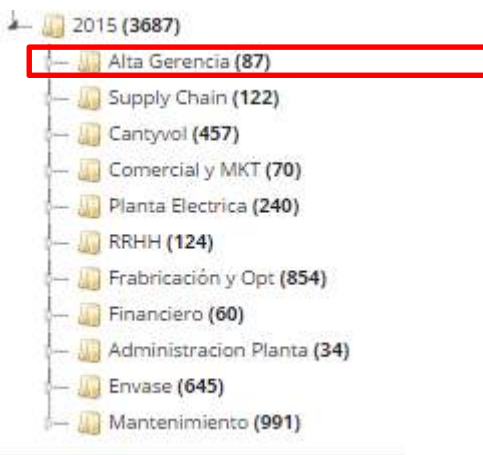 2015 (3687)
Alta Gerencia (87)
Supply Chain (122)
Cantyvol (457)
Comercial y MKT (70)
Planta Electrica (240)
RRHH (124)
Frabricación y Opt (854)
Financiero (60)
Administracion Planta (34)
Envase (645)
Mantenimiento (991)